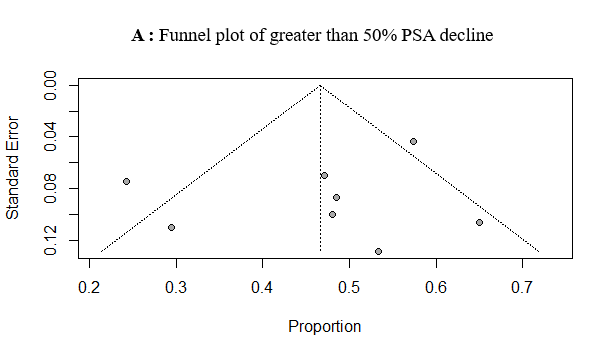 A : Funnel plot of greater than 50% PSA decline
0.00
0.04
0.08
0.12
Standard Error
0.2 0.3 0.4 0.5 0.6 0.7
Proportion